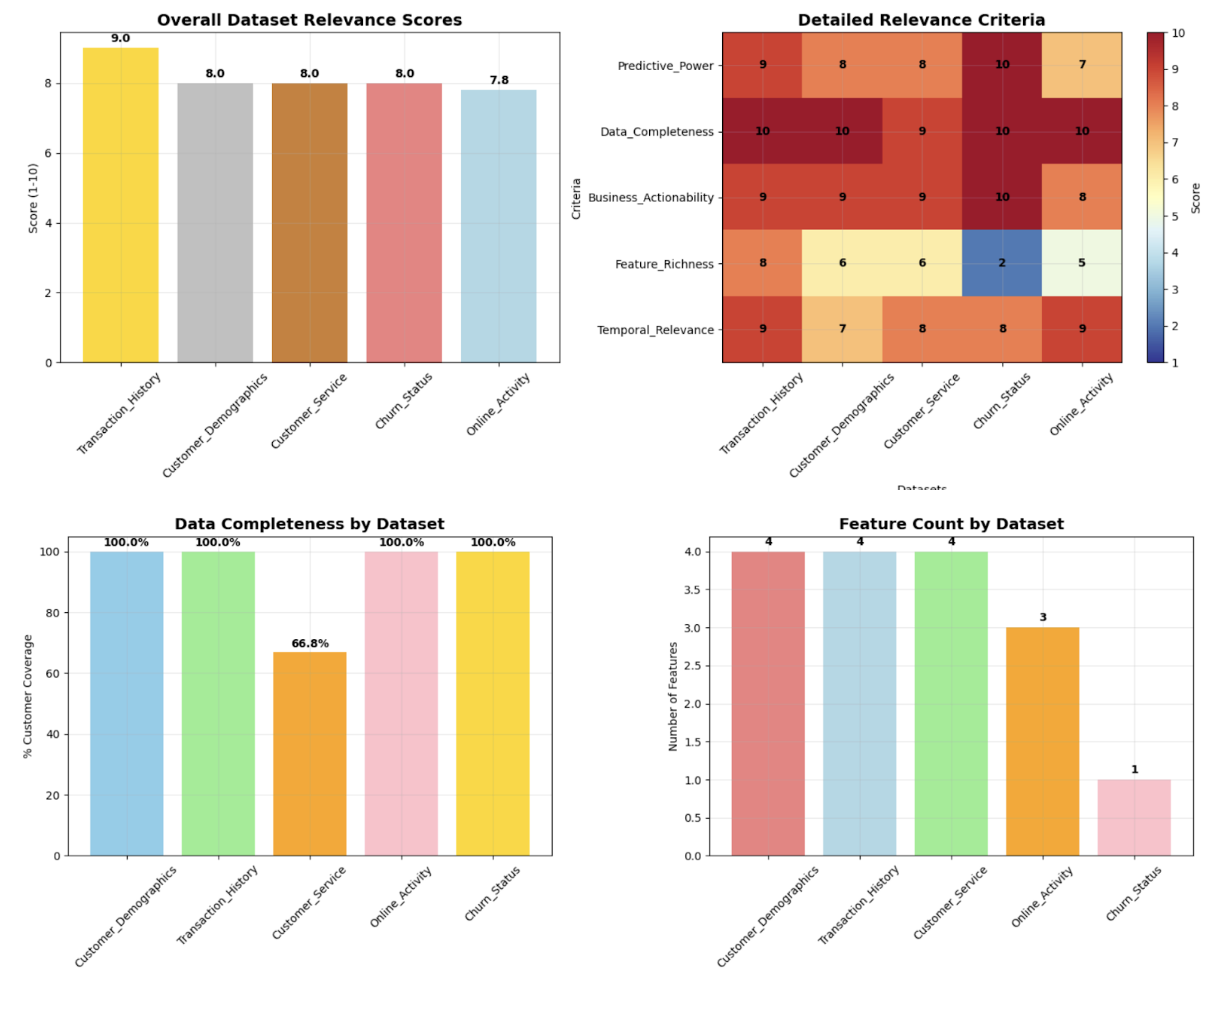 Overall Dataset Relevance Scores
9.0
8.0
8.0
8.0
7.8
8
6
4
2
0
Score (1-10)
Transaction_History
Customer_Demographics
Customer_Service
Churn_Status
Online_Activity
Detailed Relevance Criteria
Criteria
Predictive_Power
9 8 8 10 7
Data_Completeness
10 10 9 10 10
Business_Actionability
9 9 9 10 8
Feature_Richness
8 6 6 2 5
Temporal_Relevance
9 7 8 8 9
Transaction_History
Customer_Demographics
Customer_Service
Churn_Status
Online_Activity
Datasets
10
9
8
7
6
5
4
3
2
1
Score
Data Completeness by Dataset
100.0%
100.0%
66.8%
100.0%
100.0%
100
80
60
40
20
0
% Customer Coverage
Customer_Demographics
Transaction_History
Customer_Service
Online_Activity
Churn_Status
Feature Count by Dataset
4
4
4
3
1
4.0
3.5
3.0
2.5
2.0
1.5
1.0
0.5
0.0
Number of Features
Customer_Demographics
Transaction_History
Customer_Service
Online_Activity
Churn_Status